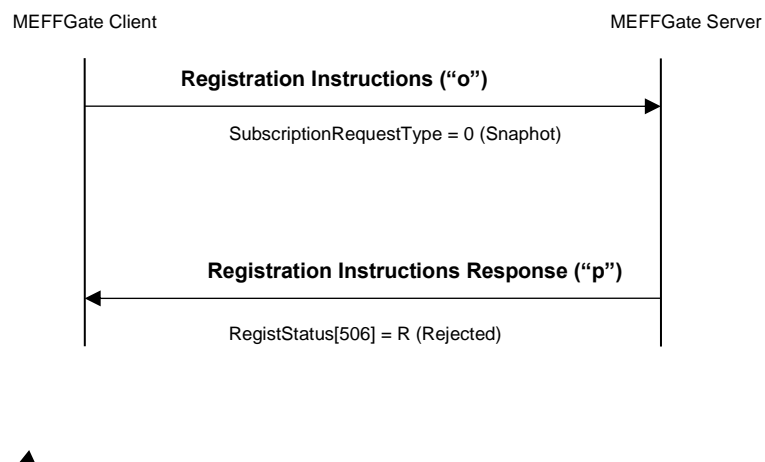 MEFFGate Client
MEFFGate Server
Registration Instructions (“o”)
SubscriptionRequestType = 0 (Snaphot)
Registration Instructions Response (“p”)
RegistStatus[506] = R (Rejected)